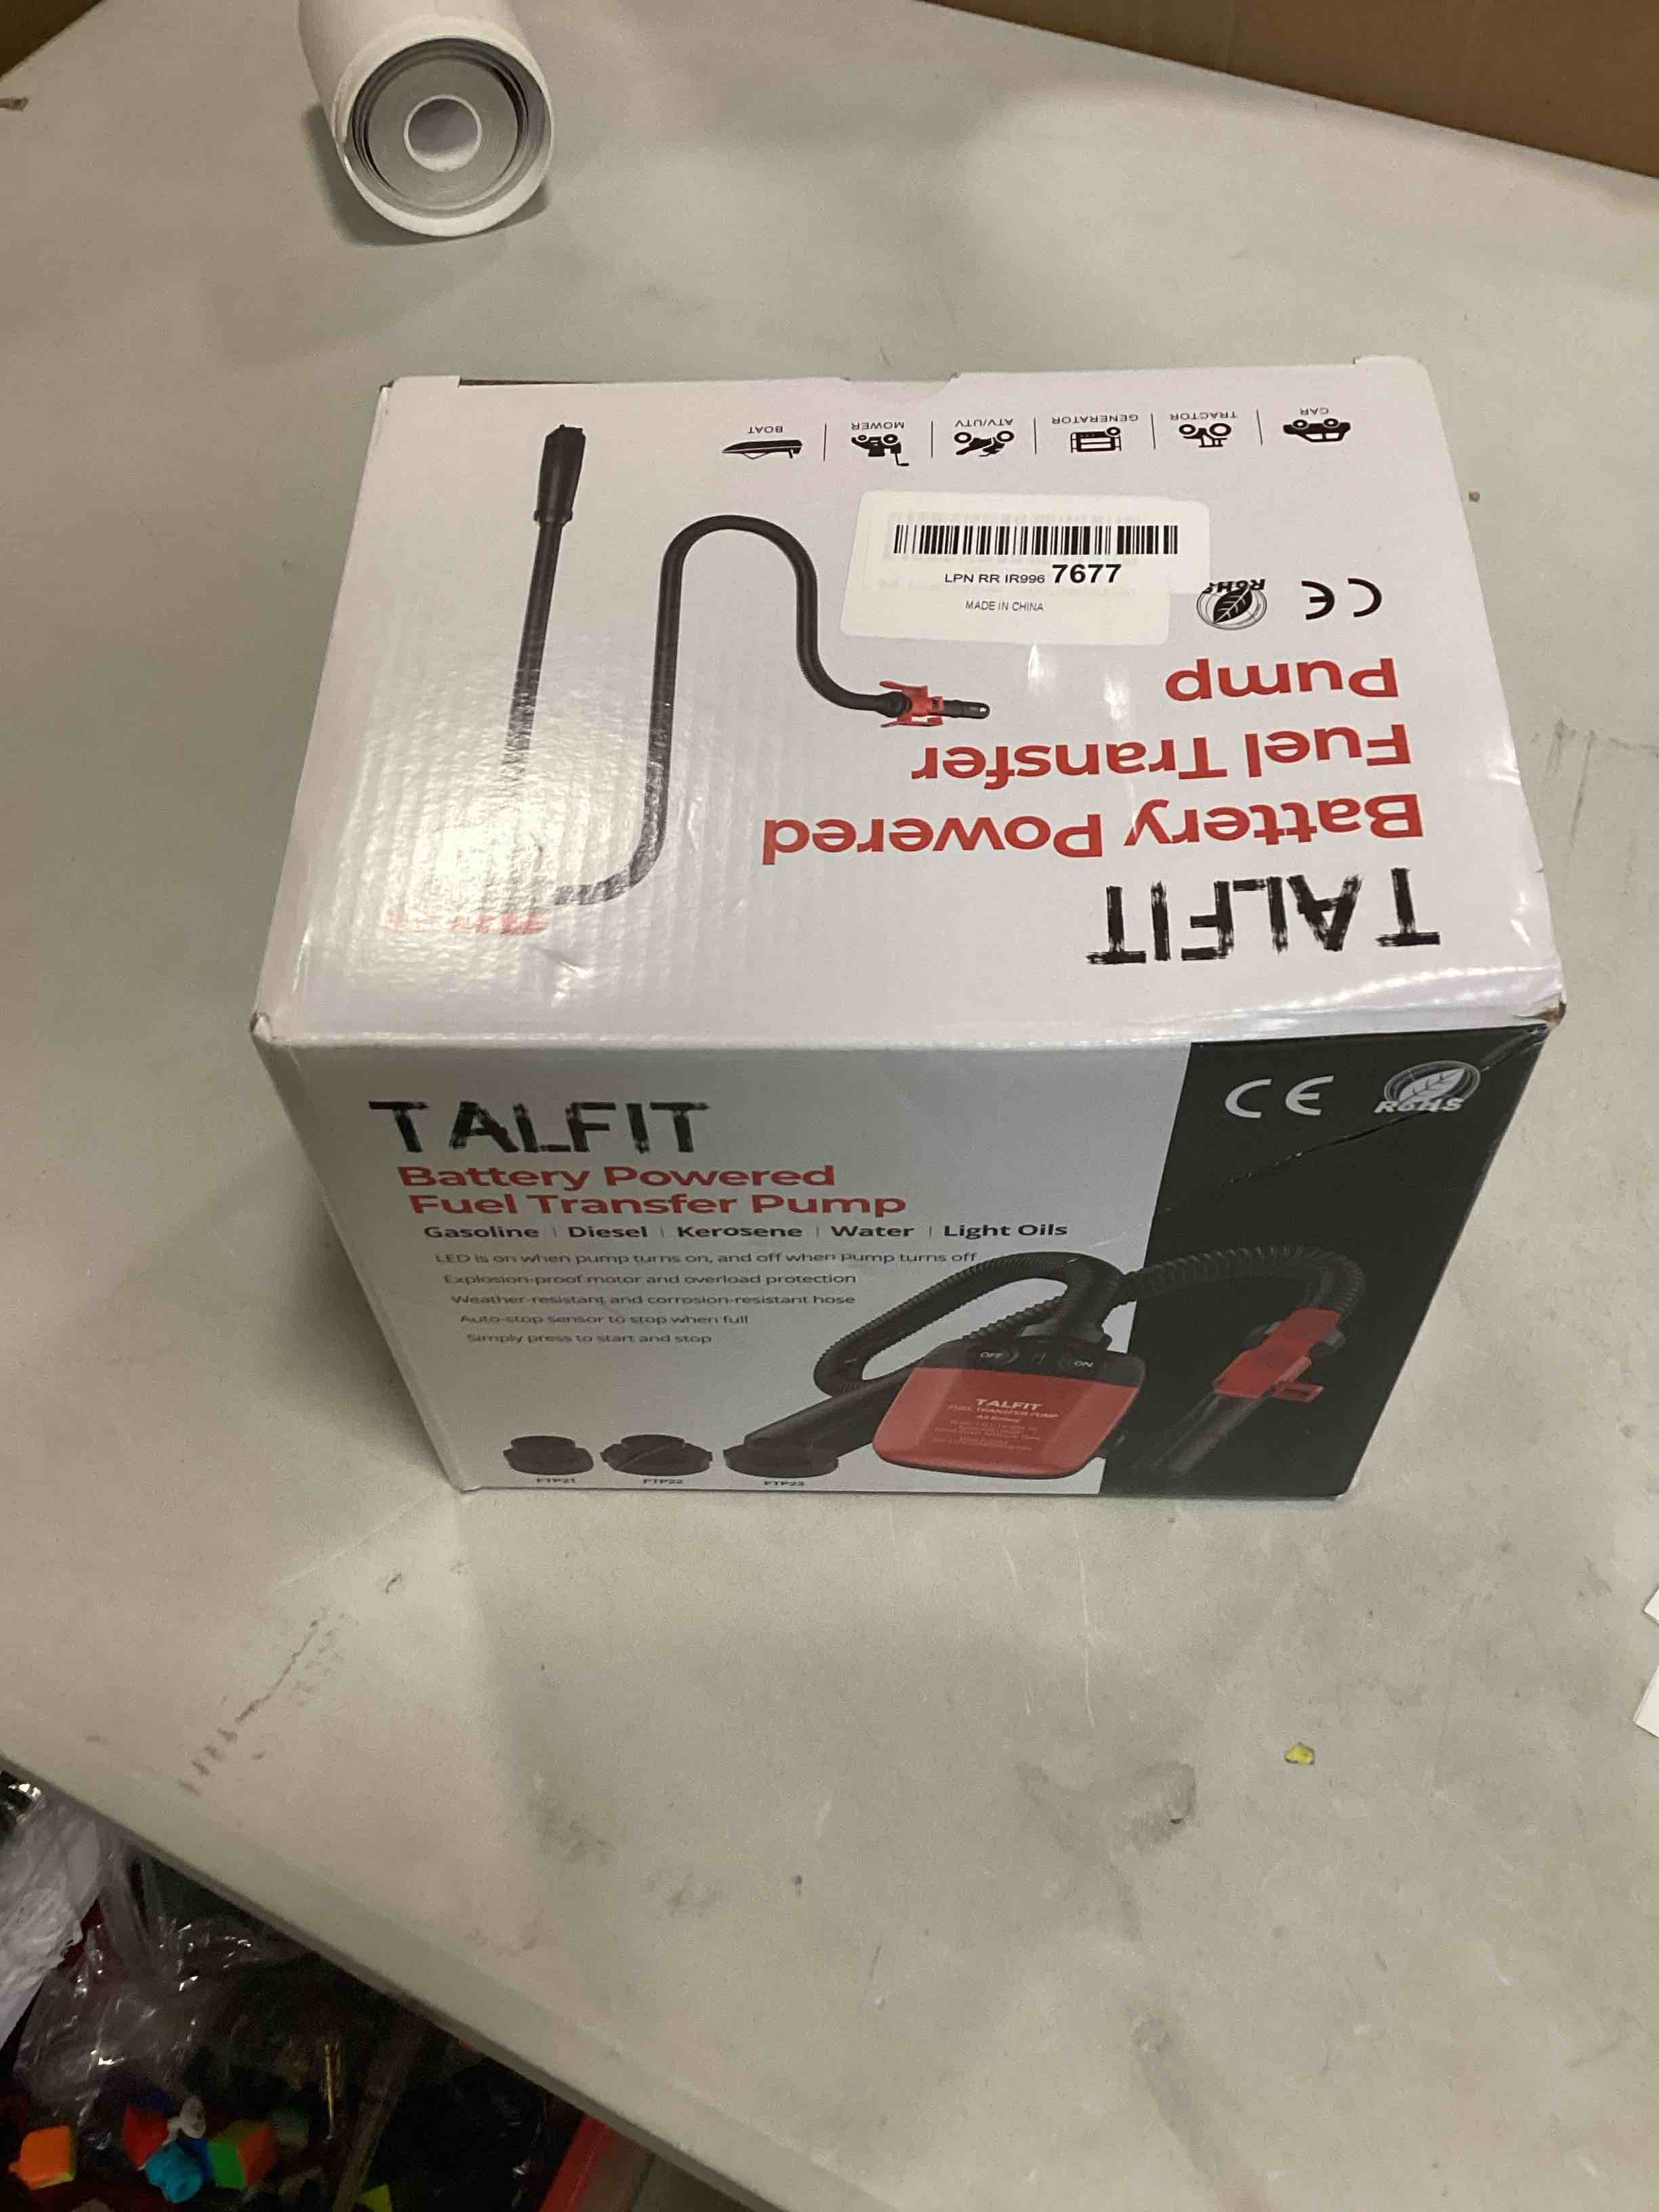 CAR | TRACTOR | GENERATOR | ATV/UTV | MOWER | BOAT
LPN RR IR996 7677
MADE IN CHINA
CE RoHS
TALFIT
Battery Powered
Fuel Transfer
Pump
TALFIT
CE RoHS
Battery Powered
Fuel Transfer Pump
Gasoline | Diesel | Kerosene | Water | Light Oils
LED is on when pump turns on, and off when Pump turns off
Explosion-proof motor and overload protection
Weather-resistant and corrosion-resistant hose
Auto-stop sensor to stop when full
Simply press to start and stop
OFF ON
TALFIT
FUEL TRANSFER PUMP
AA Battery
FTP21 FTP22 FTP23